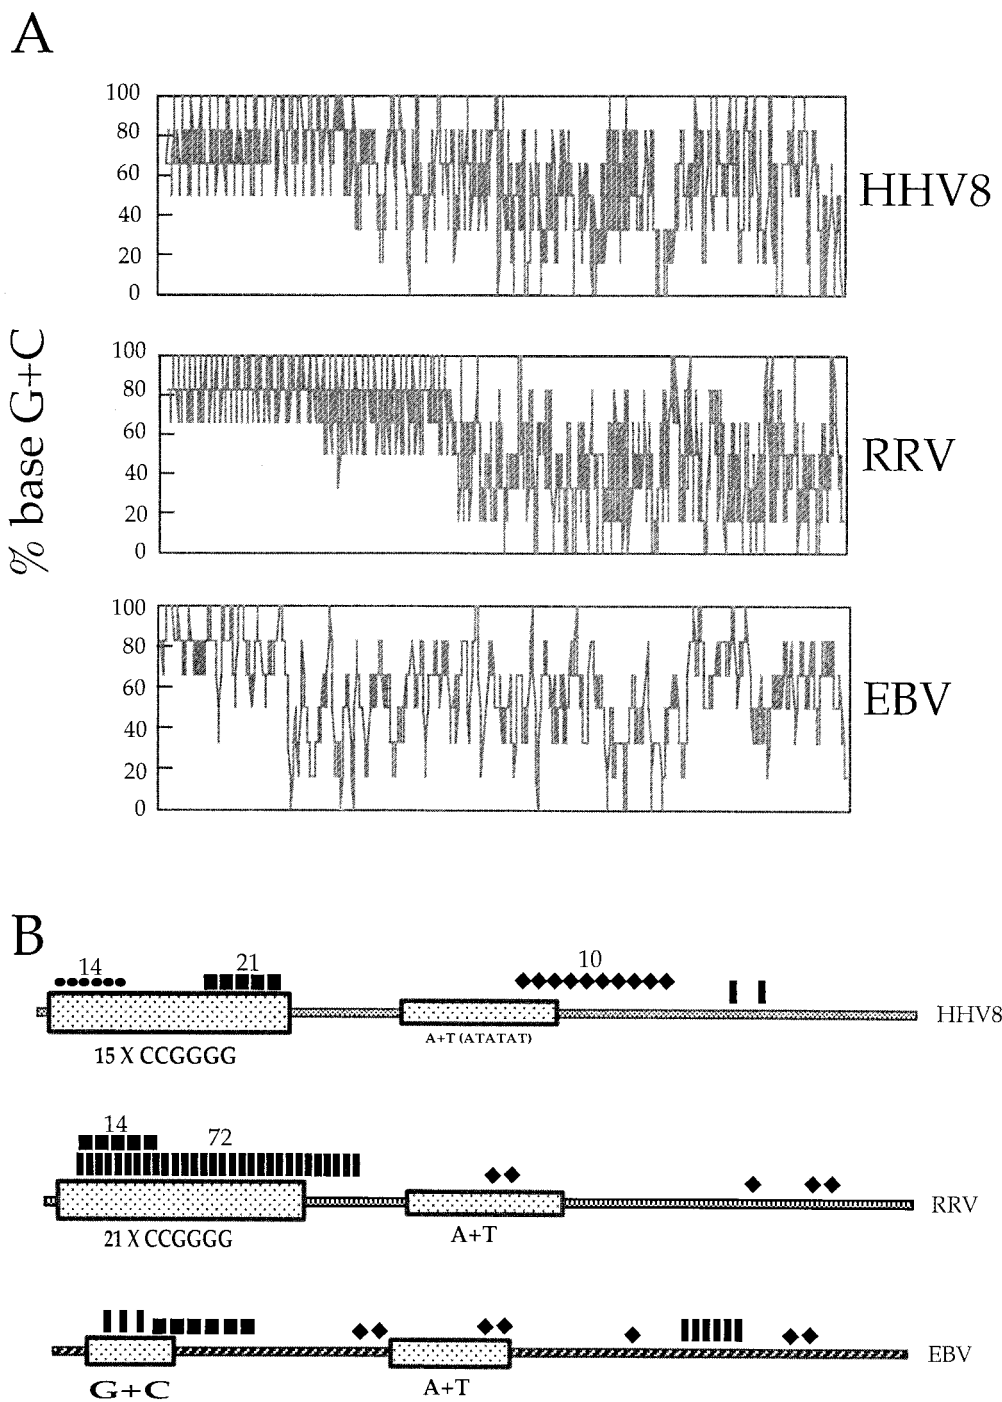 A
% base G+C
100
80
60
40
20
0
HHV8
100
80
60
40
20
0
RRV
100
80
60
40
20
0
EBV
B
14
21
10
HHV8
A+T (ATATAT)
15 X CCGGGG
14
72
RRV
A+T
21 X CCGGGG
EBV
G+C
A+T